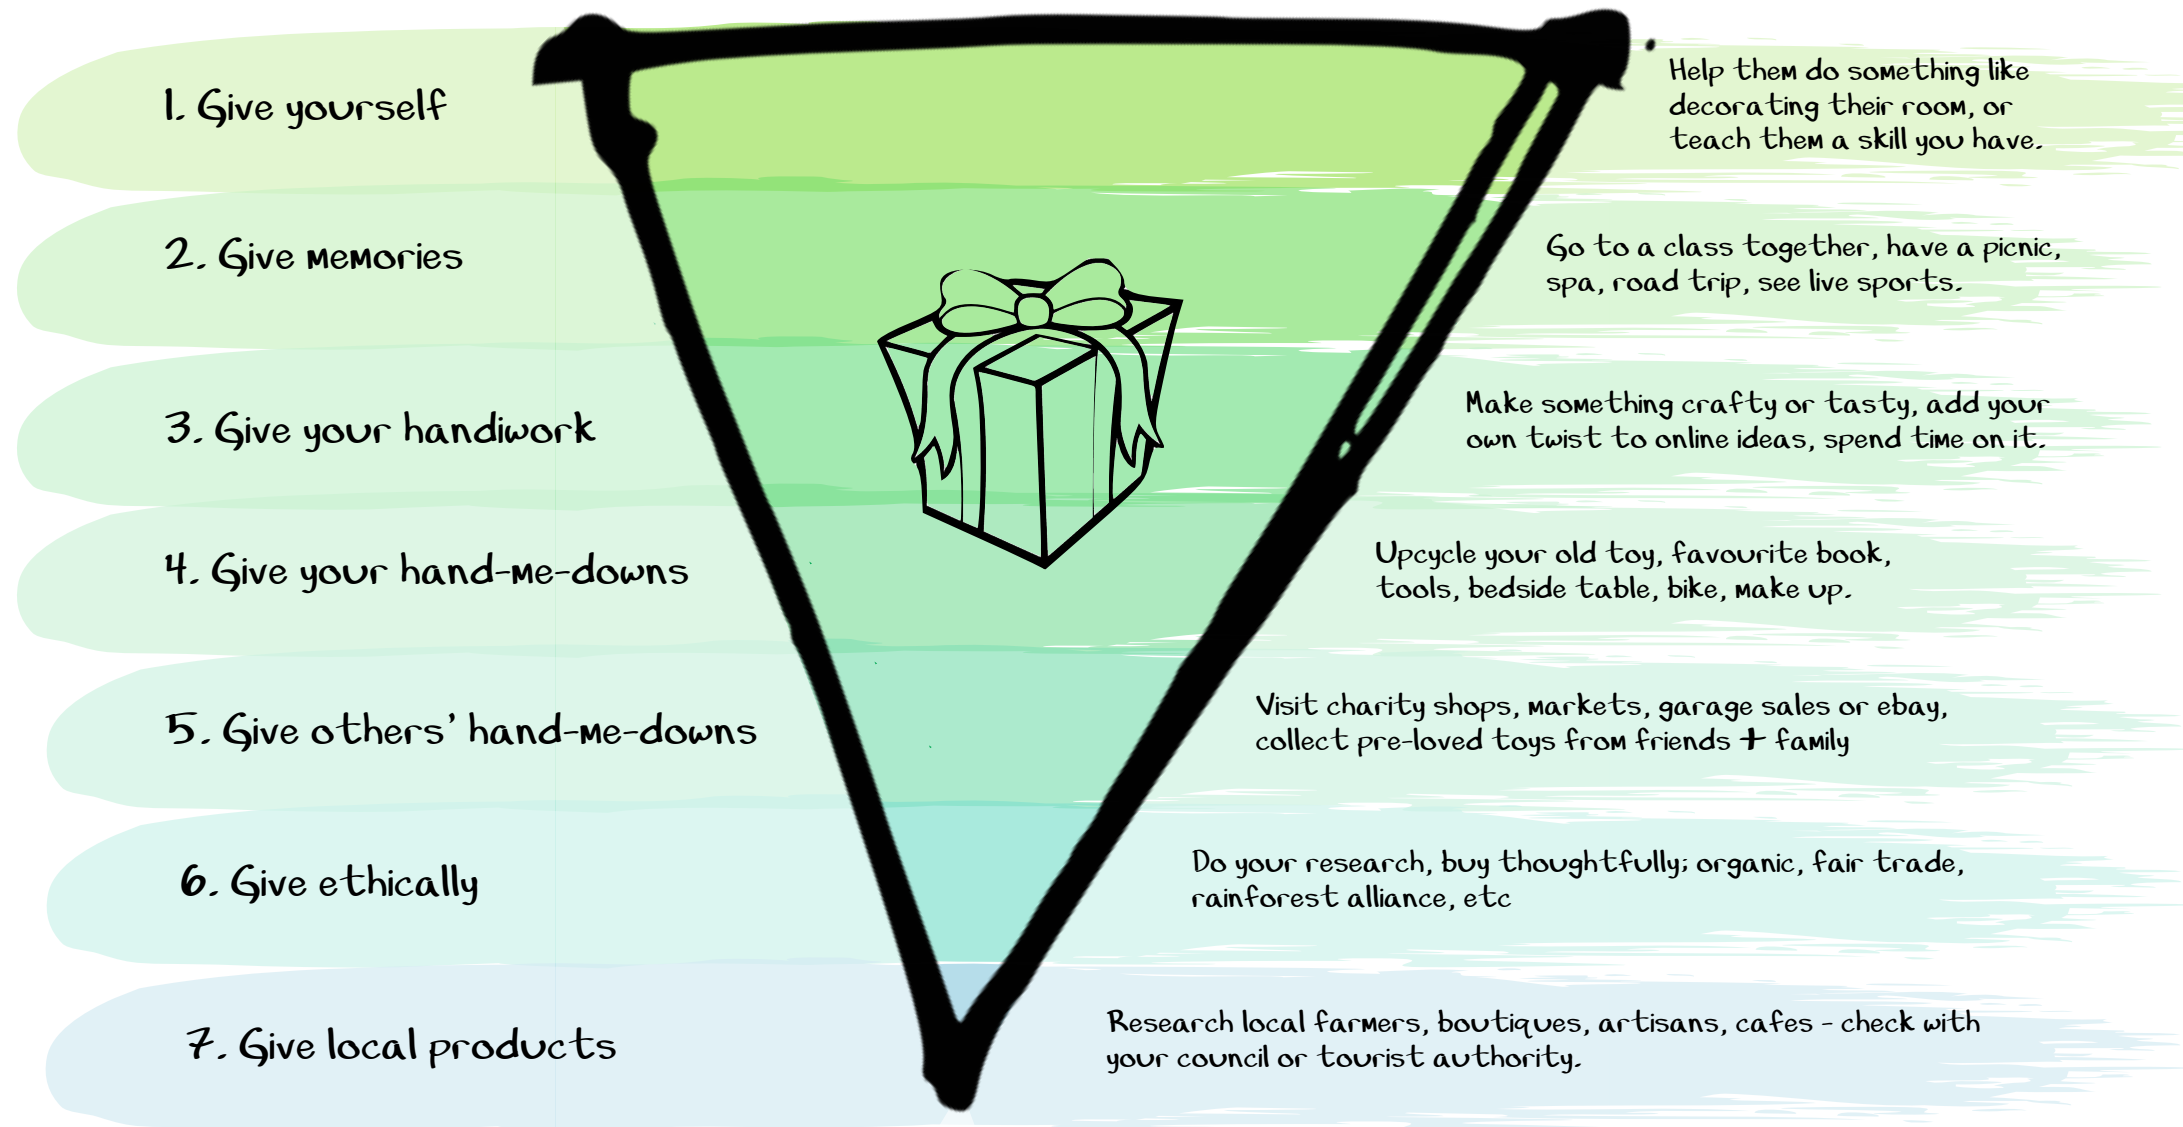 1. Give yourself
Help them do something like
decorating their room, or
teach them a skill you have.
2. Give memories
Go to a class together, have a picnic,
spa, road trip, see live sports.
3. Give your handiwork
Make something crafty or tasty, add your
own twist to online ideas, spend time on it.
4. Give your hand-me-downs
Upcycle your old toy, favourite book,
tools, bedside table, bike, make up.
5. Give others' hand-me-downs
Visit charity shops, markets, garage sales or ebay,
collect pre-loved toys from friends + family
6. Give ethically
Do your research, buy thoughtfully; organic, fair trade,
rainforest alliance, etc
7. Give local products
Research local farmers, boutiques, artisans, cafes - check with
your council or tourist authority.